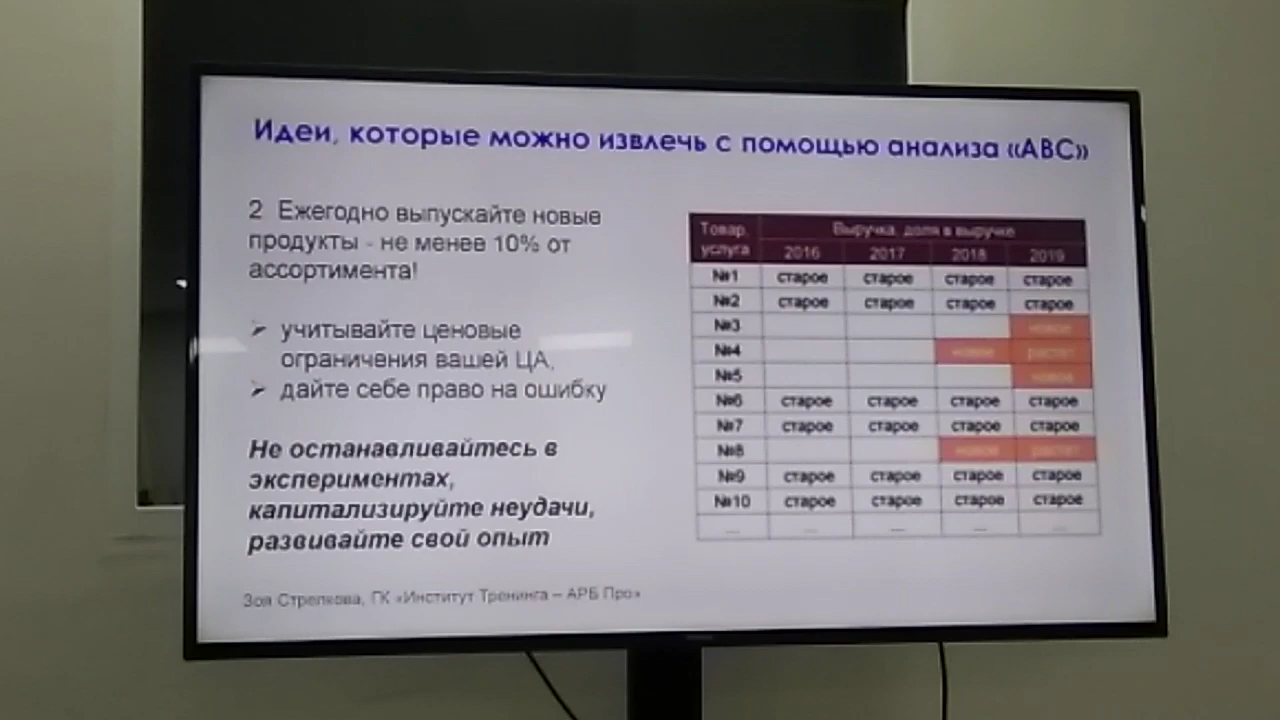 Идеи, которые можно извлечь с помощью анализа «АВС»
2 Ежегодно выпускайте новые
продукты - не менее 10% от
ассортимента!
➢ учитывайте ценовые
ограничения вашей ЦА,
➢ дайте себе право на ошибку
Не останавливайтесь в
экспериментах,
капитализируйте неудачи,
развивайте свой опыт
Зоя Стрелкова, ГК «Институт Тренинга – АРБ Про»
Товар, услуга Выручка, доля в выручке
2016 2017 2018 2019
№1 старое старое старое старое
№2 старое старое старое старое
№3 новое
№4 новое растет
№5 новое
№6 старое старое старое старое
№7 старое старое старое старое
№8 новое растет
№9 старое старое старое старое
№10 старое старое старое старое
... ... ... ... ...